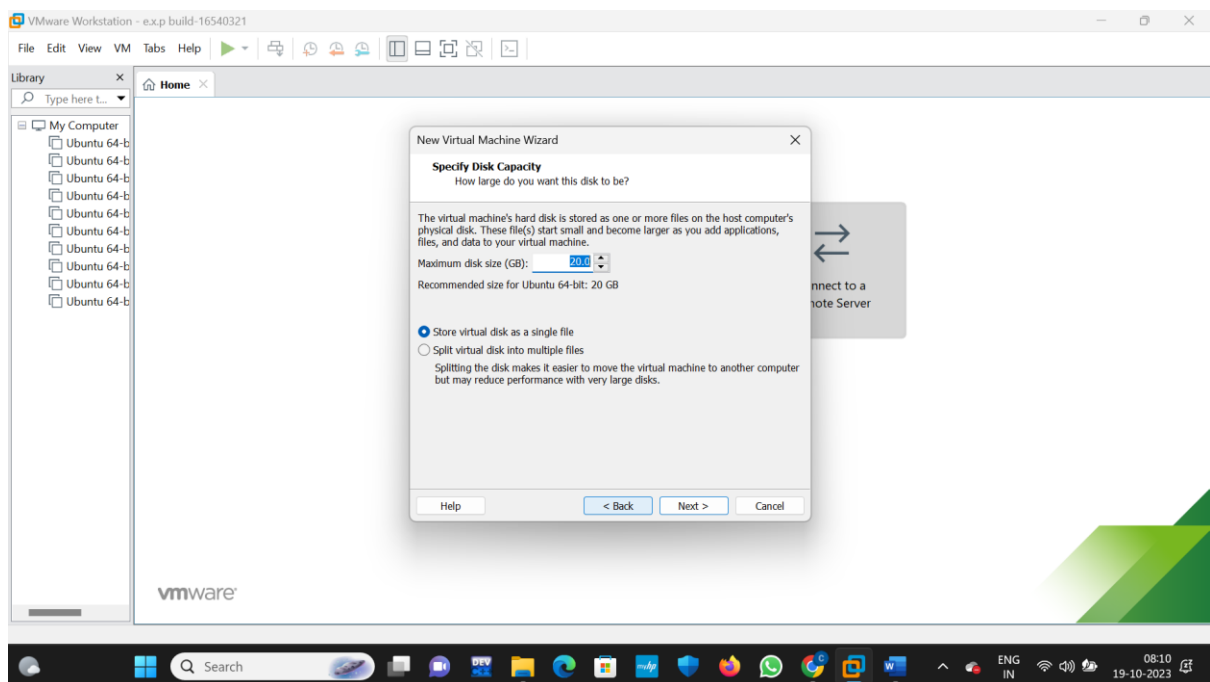 VMware Workstation - e.x.p build-16540321
File Edit View VM Tabs Help
Library
Type here t...
Home
My Computer
Ubuntu 64-b
Ubuntu 64-b
Ubuntu 64-b
Ubuntu 64-b
Ubuntu 64-b
Ubuntu 64-b
Ubuntu 64-b
Ubuntu 64-b
Ubuntu 64-b
Ubuntu 64-b
New Virtual Machine Wizard
Specify Disk Capacity
How large do you want this disk to be?
The virtual machine's hard disk is stored as one or more files on the host computer's
physical disk. These file(s) start small and become larger as you add applications,
files, and data to your virtual machine.
Maximum disk size (GB): 20.0
Recommended size for Ubuntu 64-bit: 20 GB
Store virtual disk as a single file
Split virtual disk into multiple files
Splitting the disk makes it easier to move the virtual machine to another computer
but may reduce performance with very large disks.
Help < Back Next > Cancel
nnect to a
note Server
vmware
Search
DEV
myhp
W
ENG
IN
08:10
19-10-2023